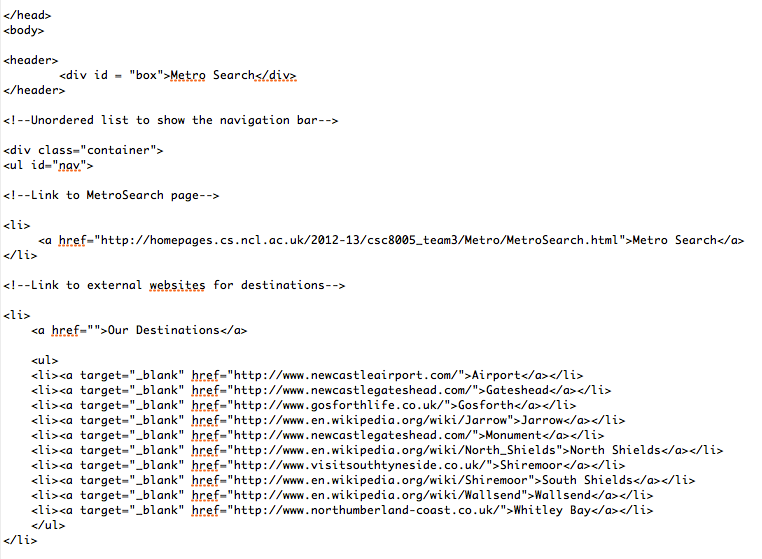 </head>
<body>
<header>
<div id = "box">Metro Search</div>
</header>
<!--Unordered list to show the navigation bar-->
<div class="container">
<ul id="nav">
<!--Link to MetroSearch page-->
<li>
<a href="http://homepages.cs.ncl.ac.uk/2012-13/csc8005_team3/Metro/MetroSearch.html">Metro Search</a>
</li>
<!--Link to external websites for destinations-->
<li>
<a href="">Our Destinations</a>
<ul>
<li><a target="_blank" href="http://www.newcastleairport.com/">Airport</a></li>
<li><a target="_blank" href="http://www.newcastlegateshead.com/">Gateshead</a></li>
<li><a target="_blank" href="http://www.gosforthlife.co.uk/">Gosforth</a></li>
<li><a target="_blank" href="http://www.en.wikipedia.org/wiki/Jarrow">Jarrow</a></li>
<li><a target="_blank" href="http://www.newcastlegateshead.com/">Monument</a></li>
<li><a target="_blank" href="http://www.en.wikipedia.org/wiki/North_Shields">North Shields</a></li>
<li><a target="_blank" href="http://www.visitsouthtyneside.co.uk/">Shiremoor</a></li>
<li><a target="_blank" href="http://www.en.wikipedia.org/wiki/Shiremoor">South Shields</a></li>
<li><a target="_blank" href="http://www.en.wikipedia.org/wiki/Wallsend">Wallsend</a></li>
<li><a target="_blank" href="http://www.northumberland-coast.co.uk/">Whitley Bay</a></li>
</ul>
</li>